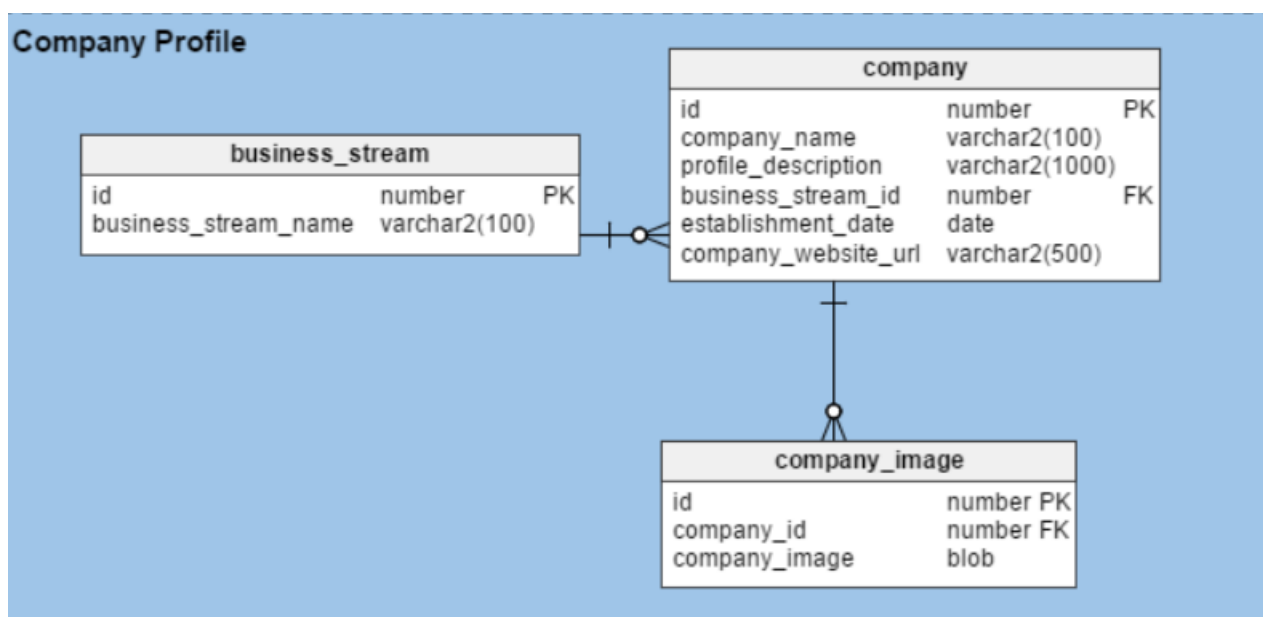 Company Profile
company
id number PK
company_name varchar2(100)
profile_description varchar2(1000)
business_stream_id number FK
establishment_date date
company_website_url varchar2(500)
business_stream
id number PK
business_stream_name varchar2(100)
company_image
id number PK
company_id number FK
company_image blob